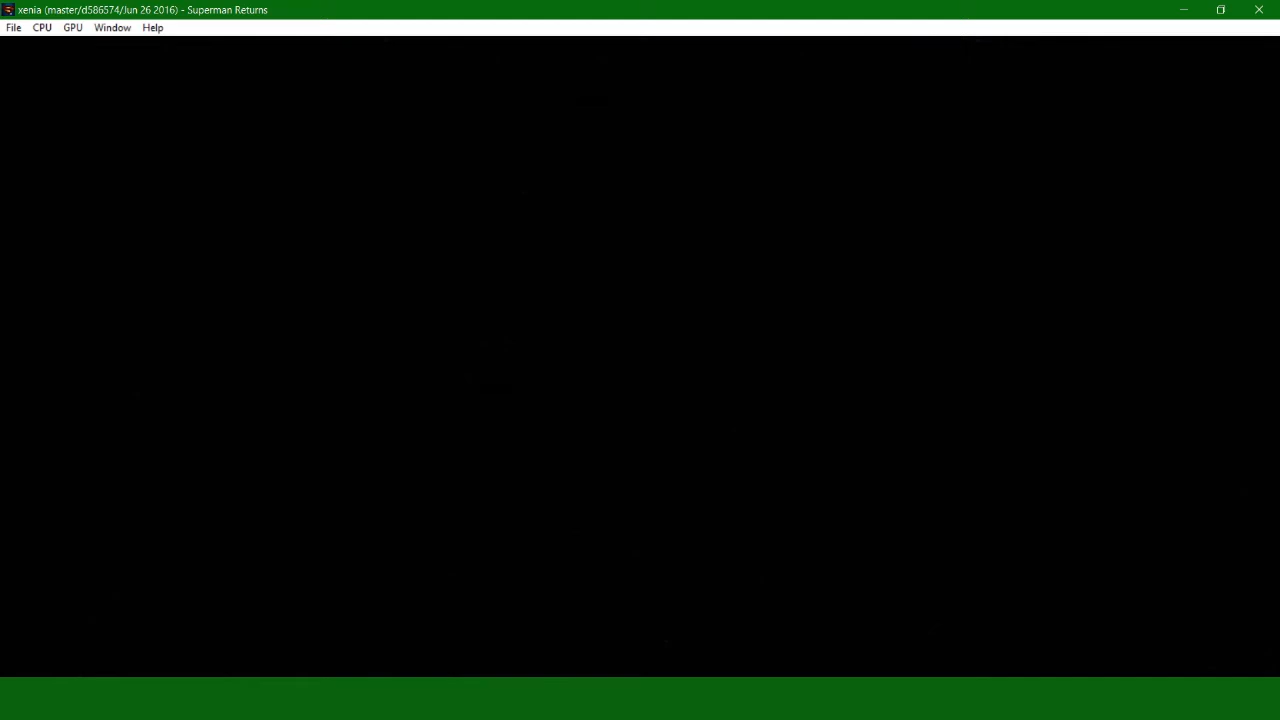 xenia (master/d586574/Jun 26 2016) - Superman Returns
File CPU GPU Window Help